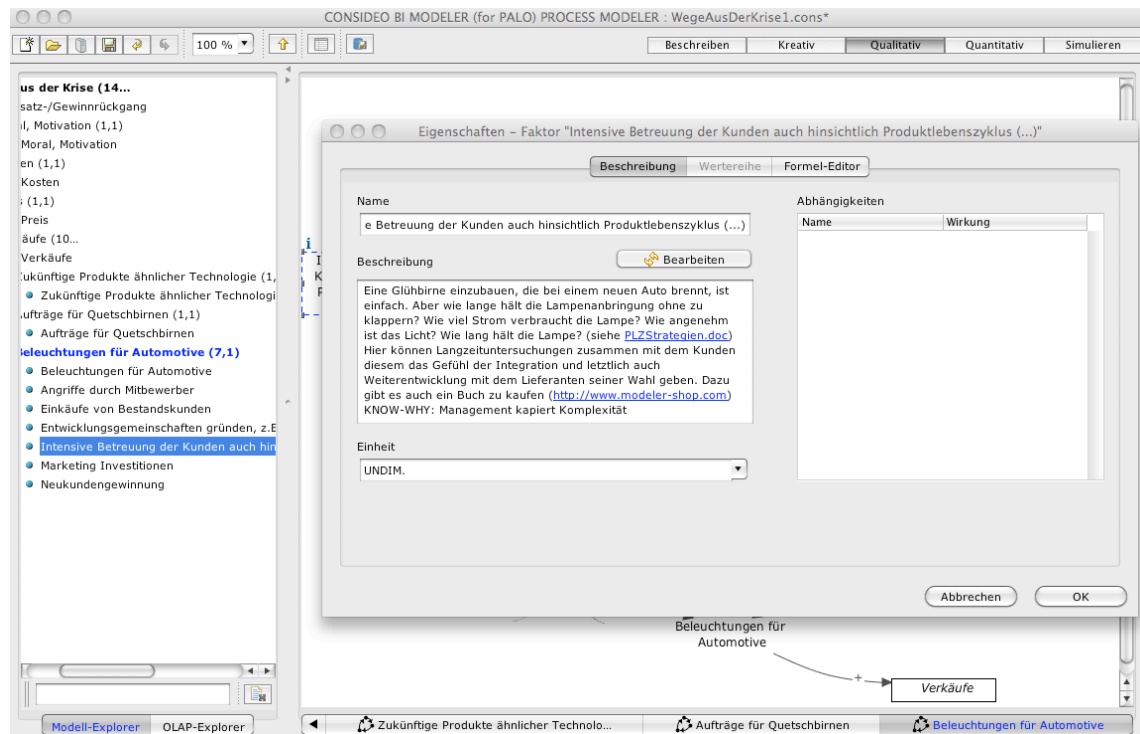 CONSIDEO BI MODELER (for PALO) PROCESS MODELER : WegeAusDerKrise1.cons*
100 %
Beschreiben Kreativ Qualitativ Quantitativ Simulieren
us der Krise (14...
satz-/Gewinnrückgang
l, Motivation (1,1)
Moral, Motivation
en (1,1)
Kosten
(1,1)
Preis
äufe (10...
Verkäufe
Zukünftige Produkte ähnlicher Technologie (1,
Zukünftige Produkte ähnlicher Technologi
ufträge für Quetschbirnen (1,1)
Aufträge für Quetschbirnen
Beleuchtungen für Automotive (7,1)
Beleuchtungen für Automotive
Angriffe durch Mitbewerber
Einkäufe von Bestandskunden
Entwicklungsgemeinschaften gründen, z.E
Intensive Betreuung der Kunden auch hin
Marketing Investitionen
Neukundengewinnung
Modell-Explorer OLAP-Explorer
i
I
K
P
Eigenschaften – Faktor "Intensive Betreuung der Kunden auch hinsichtlich Produktlebenszyklus (...)"
Beschreibung Wertereihe Formel-Editor
Name
e Betreuung der Kunden auch hinsichtlich Produktlebenszyklus (...)
Beschreibung
Bearbeiten
Eine Glühbirne einzubauen, die bei einem neuen Auto brennt, ist
einfach. Aber wie lange hält die Lampenanbringung ohne zu
klappern? Wie viel Strom verbraucht die Lampe? Wie angenehm
ist das Licht? Wie lang hält die Lampe? (siehe PLZStrategien.doc)
Hier können Langzeituntersuchungen zusammen mit dem Kunden
diesem das Gefühl der Integration und letztlich auch
Weiterentwicklung mit dem Lieferanten seiner Wahl geben. Dazu
gibt es auch ein Buch zu kaufen (http://www.modeler-shop.com)
KNOW-WHY: Management kapiert Komplexität
Einheit
UNDIM.
Abhängigkeiten
Name Wirkung
Abbrechen OK
Beleuchtungen für
Automotive
+
Verkäufe
Zukünftige Produkte ähnlicher Technolo... Aufträge für Quetschbirnen Beleuchtungen für Automotive